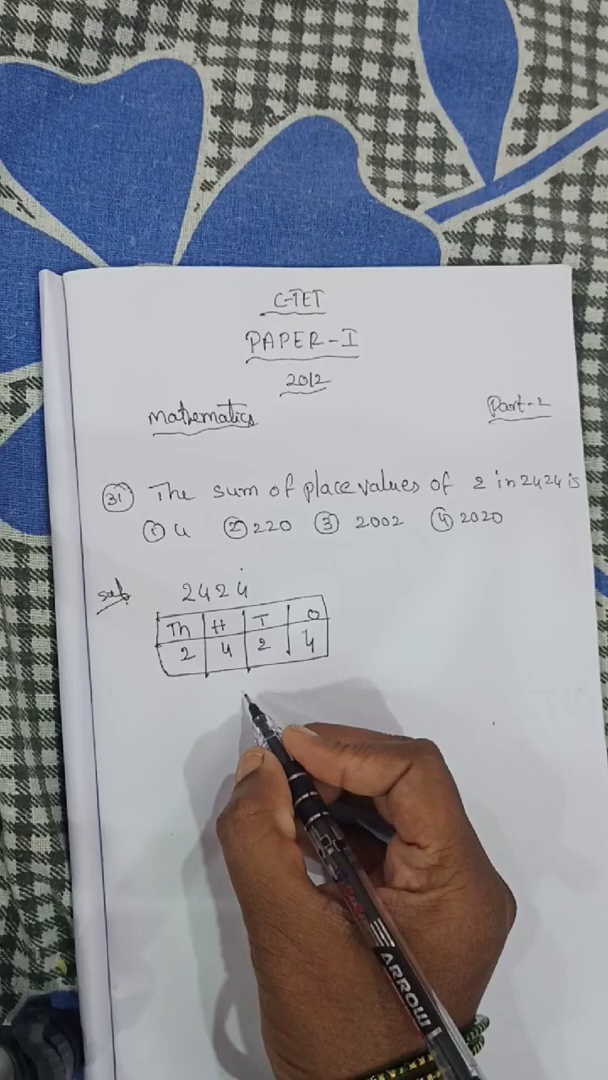 C-TET
PAPER-I
2012
Mathematics Part-2
31 The sum of place values of 2 in 2424 is
① 4 ② 220 ③ 2002 ④ 2020
Sol:
2424
Th H T O
2 4 2 4
ARROW